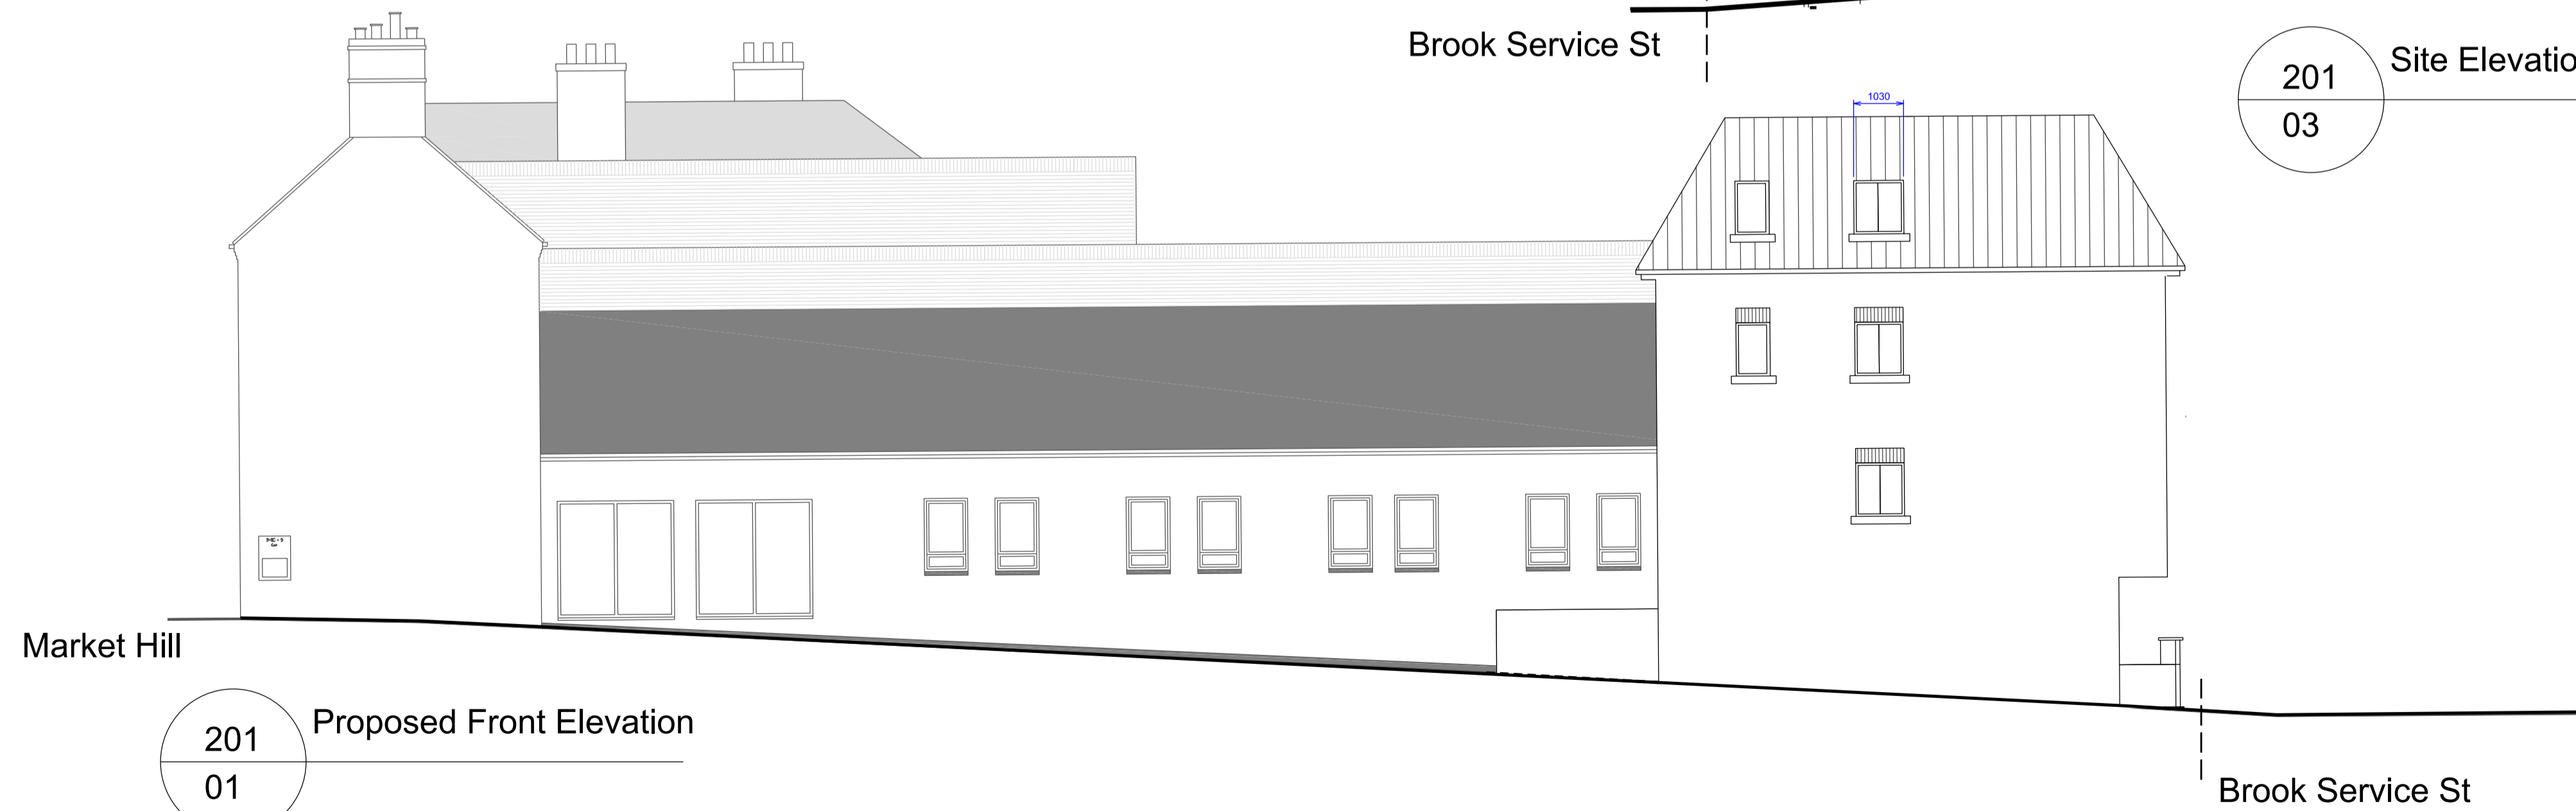 Brook Service St
201
03
Site Elevatio
1030
Market Hill
201
01
Proposed Front Elevation
Brook Service St